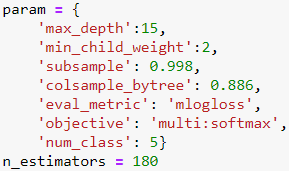 param = {
    'max_depth':15,
    'min_child_weight':2,
    'subsample': 0.998,
    'colsample_bytree': 0.886,
    'eval_metric': 'mlogloss',
    'objective': 'multi:softmax',
    'num_class': 5}
n_estimators = 180